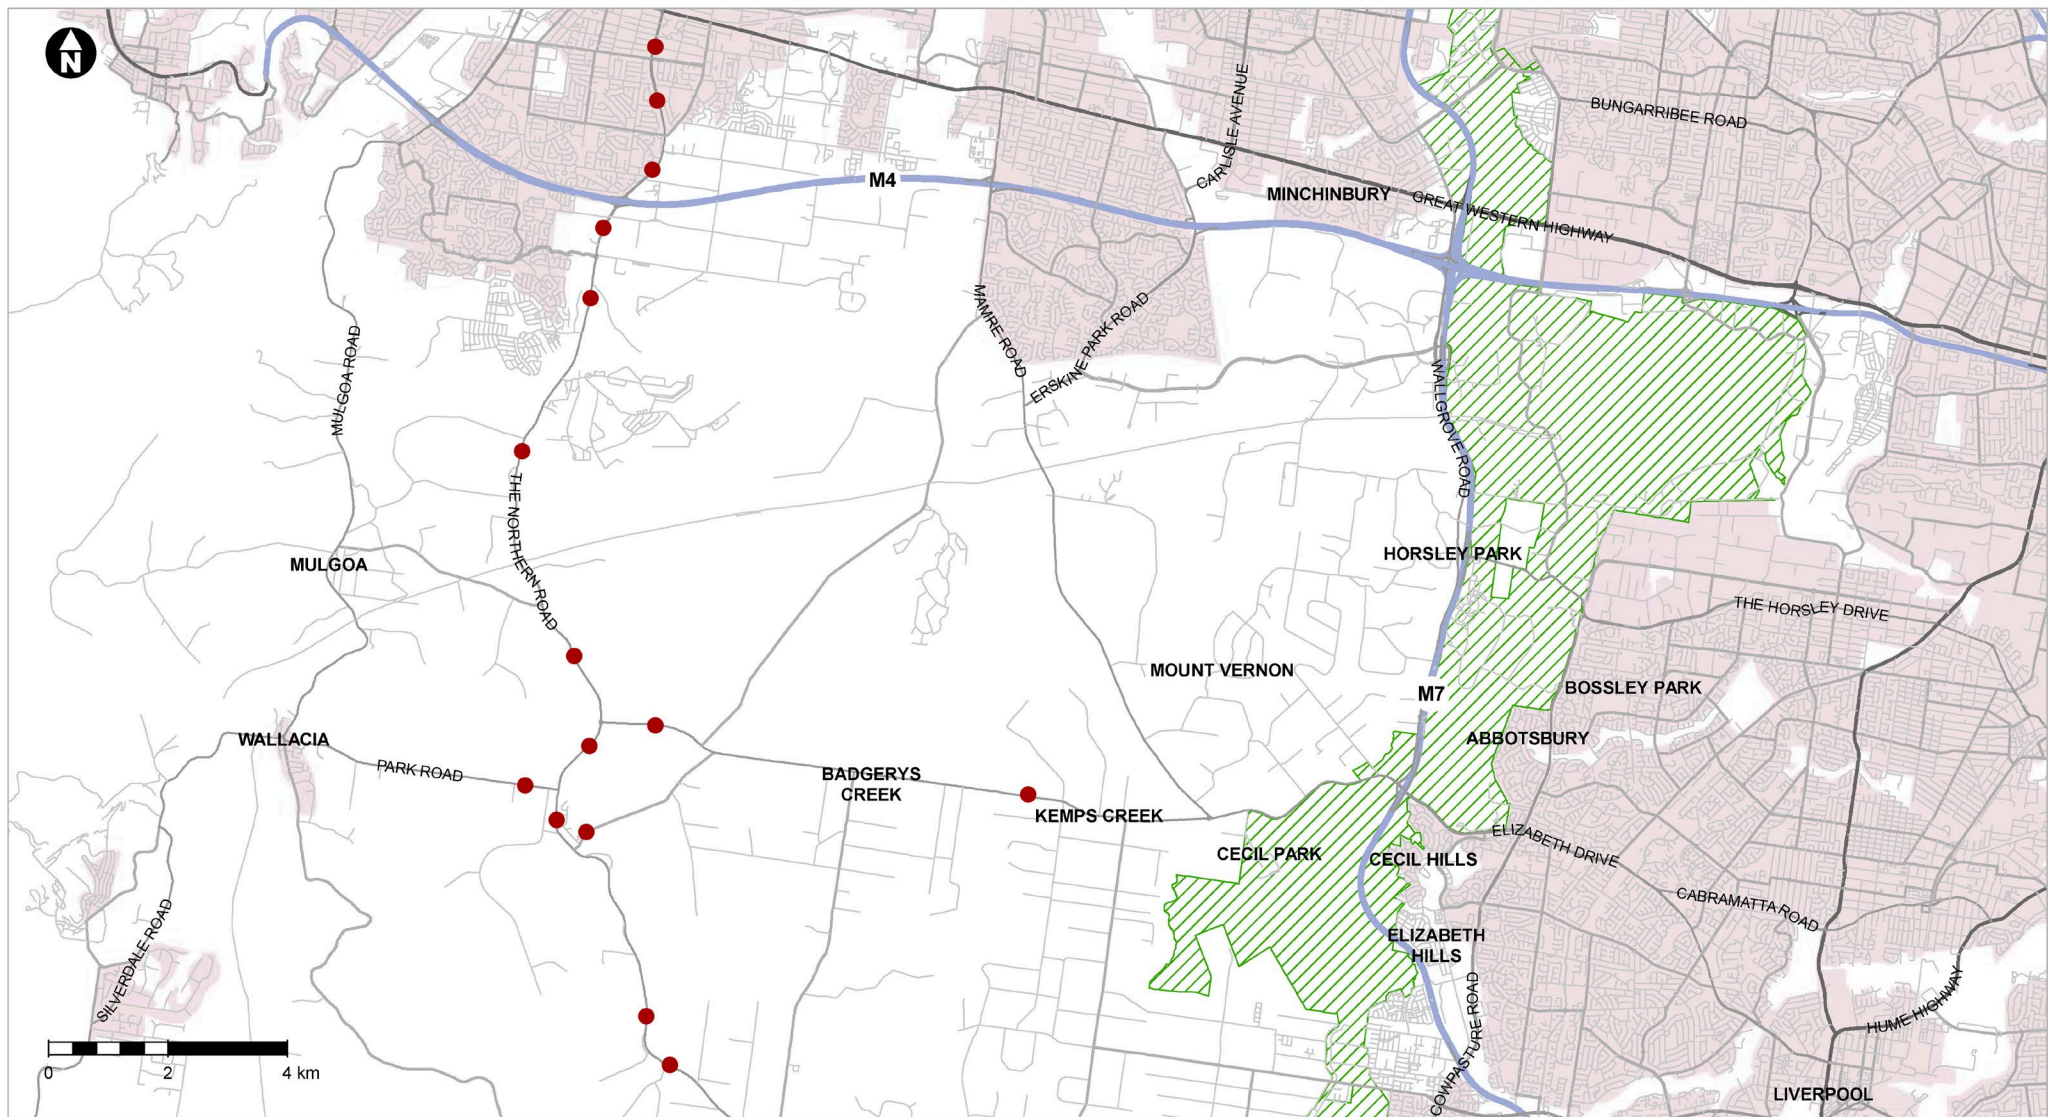 N
BUNGARRIBEE ROAD
CARLISLE AVENUE
M4
MINCHINBURY
GREAT WESTERN HIGHWAY
MAMRE ROAD
ERSKINE PARK ROAD
MULGOA ROAD
WALLGROVE ROAD
THE NORTHERN ROAD
HORSLEY PARK
MULGOA
THE HORSLEY DRIVE
MOUNT VERNON
BOSSLEY PARK
M7
WALLACIA
ABBOTSBURY
PARK ROAD
BADGERYS
CREEK
KEMPS CREEK
ELIZABETH DRIVE
CECIL PARK
CECIL HILLS
CABRAMATTA ROAD
ELIZABETH
HILLS
SILVERDALE ROAD
HUME HIGHWAY
COWPASTURE ROAD
0 2 4 km
LIVERPOOL